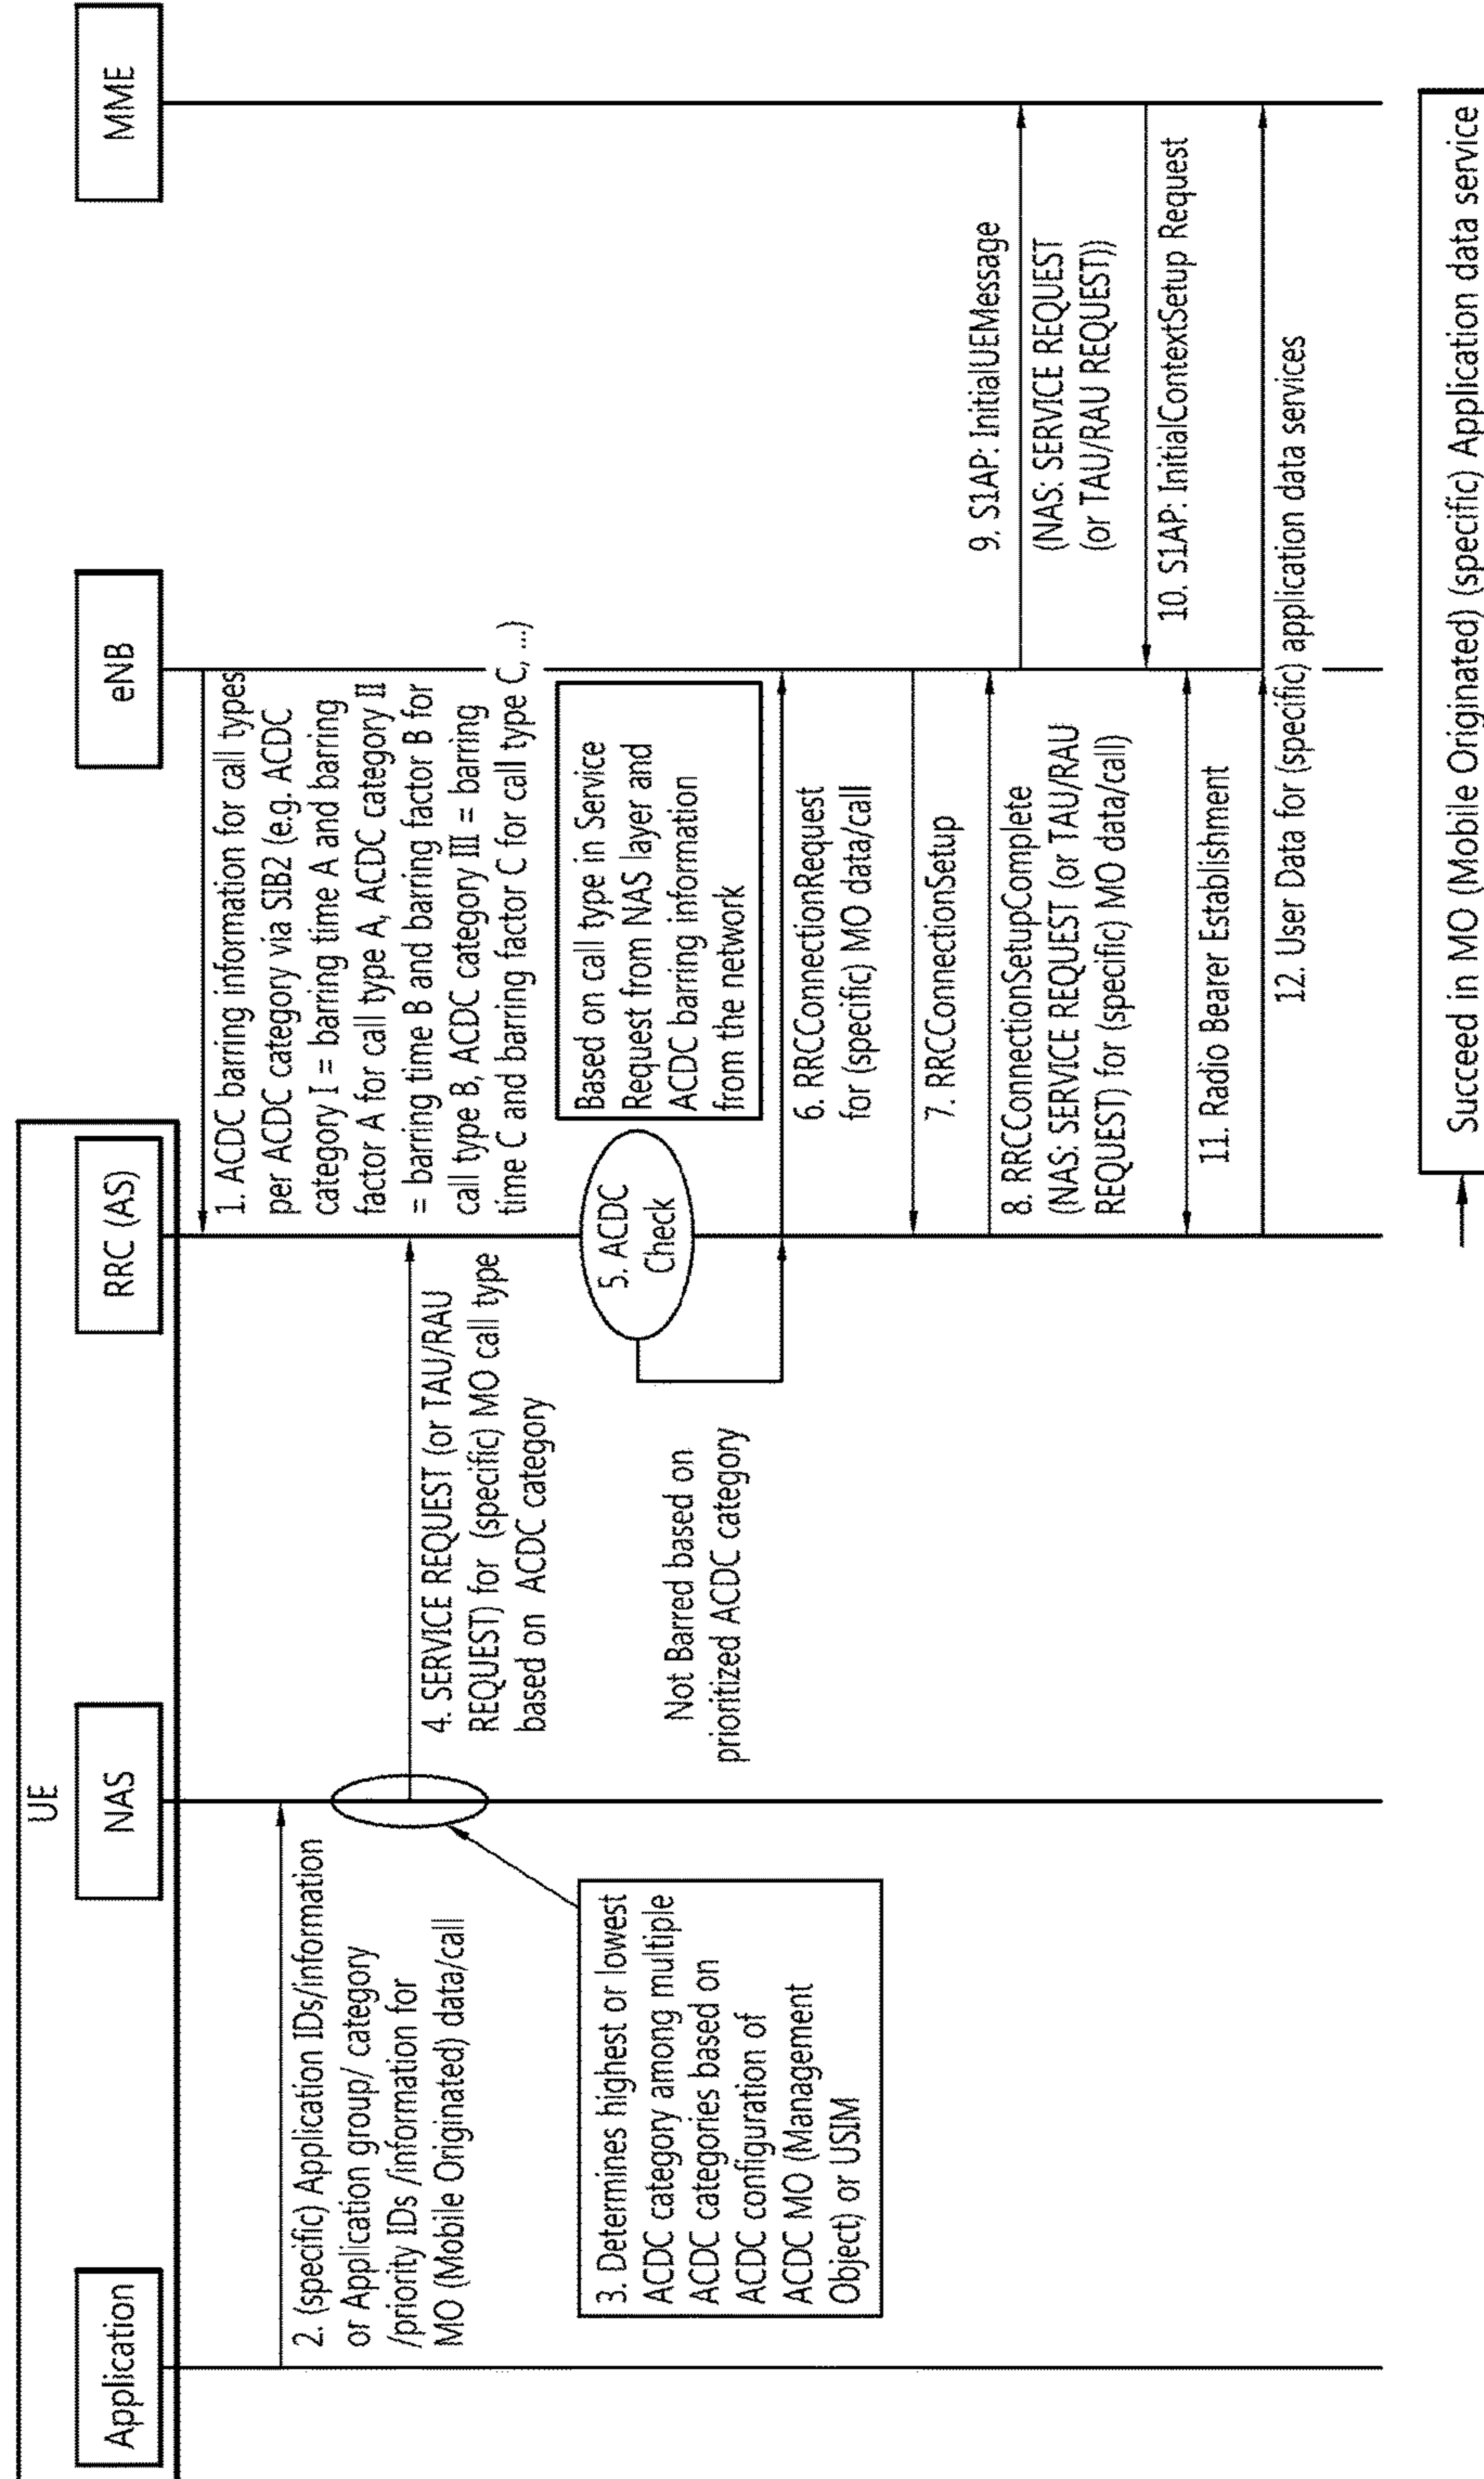 UE
Application
NAS
RRC (AS)
eNB
MME
1. ACDC barring information for call types
per ACDC category via SIB2 (e.g. ACDC
category I = barring time A and barring
factor A for call type A, ACDC category II
= barring time B and barring factor B for
call type B, ACDC category III = barring
time C and barring factor C for call type C, ...)
2. (specific) Application IDs/information
or Application group/ category
/priority IDs /information for
MO (Mobile Originated) data/call
3. Determines highest or lowest
ACDC category among multiple
ACDC categories based on
ACDC configuration of
ACDC MO (Management
Object) or USIM
4. SERVICE REQUEST (or TAU/RAU
REQUEST) for (specific) MO call type
based on ACDC category
5. ACDC
Check
Based on call type in Service
Request from NAS layer and
ACDC barring information
from the network
Not Barred based on
prioritized ACDC category
6. RRCConnectionRequest
for (specific) MO data/call
7. RRCConnectionSetup
8. RRCConnectionSetupComplete
(NAS: SERVICE REQUEST (or TAU/RAU
REQUEST) for (specific) MO data/call)
9. S1AP: InitialUEMessage
(NAS: SERVICE REQUEST
(or TAU/RAU REQUEST))
10. S1AP: InitialContextSetup Request
11. Radio Bearer Establishment
12. User Data for (specific) application data services
Succeed in MO (Mobile Originated) (specific) Application data service